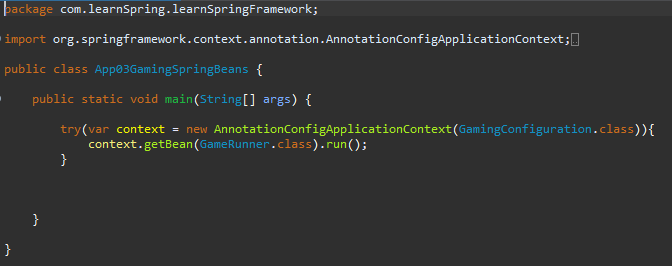 package com.learnSpring.learnSpringFramework;
import org.springframework.context.annotation.AnnotationConfigApplicationContext;
public class App03GamingSpringBeans {
public static void main(String[] args) {
try(var context = new AnnotationConfigApplicationContext(GamingConfiguration.class)){
context.getBean(GameRunner.class).run();
}
}
}